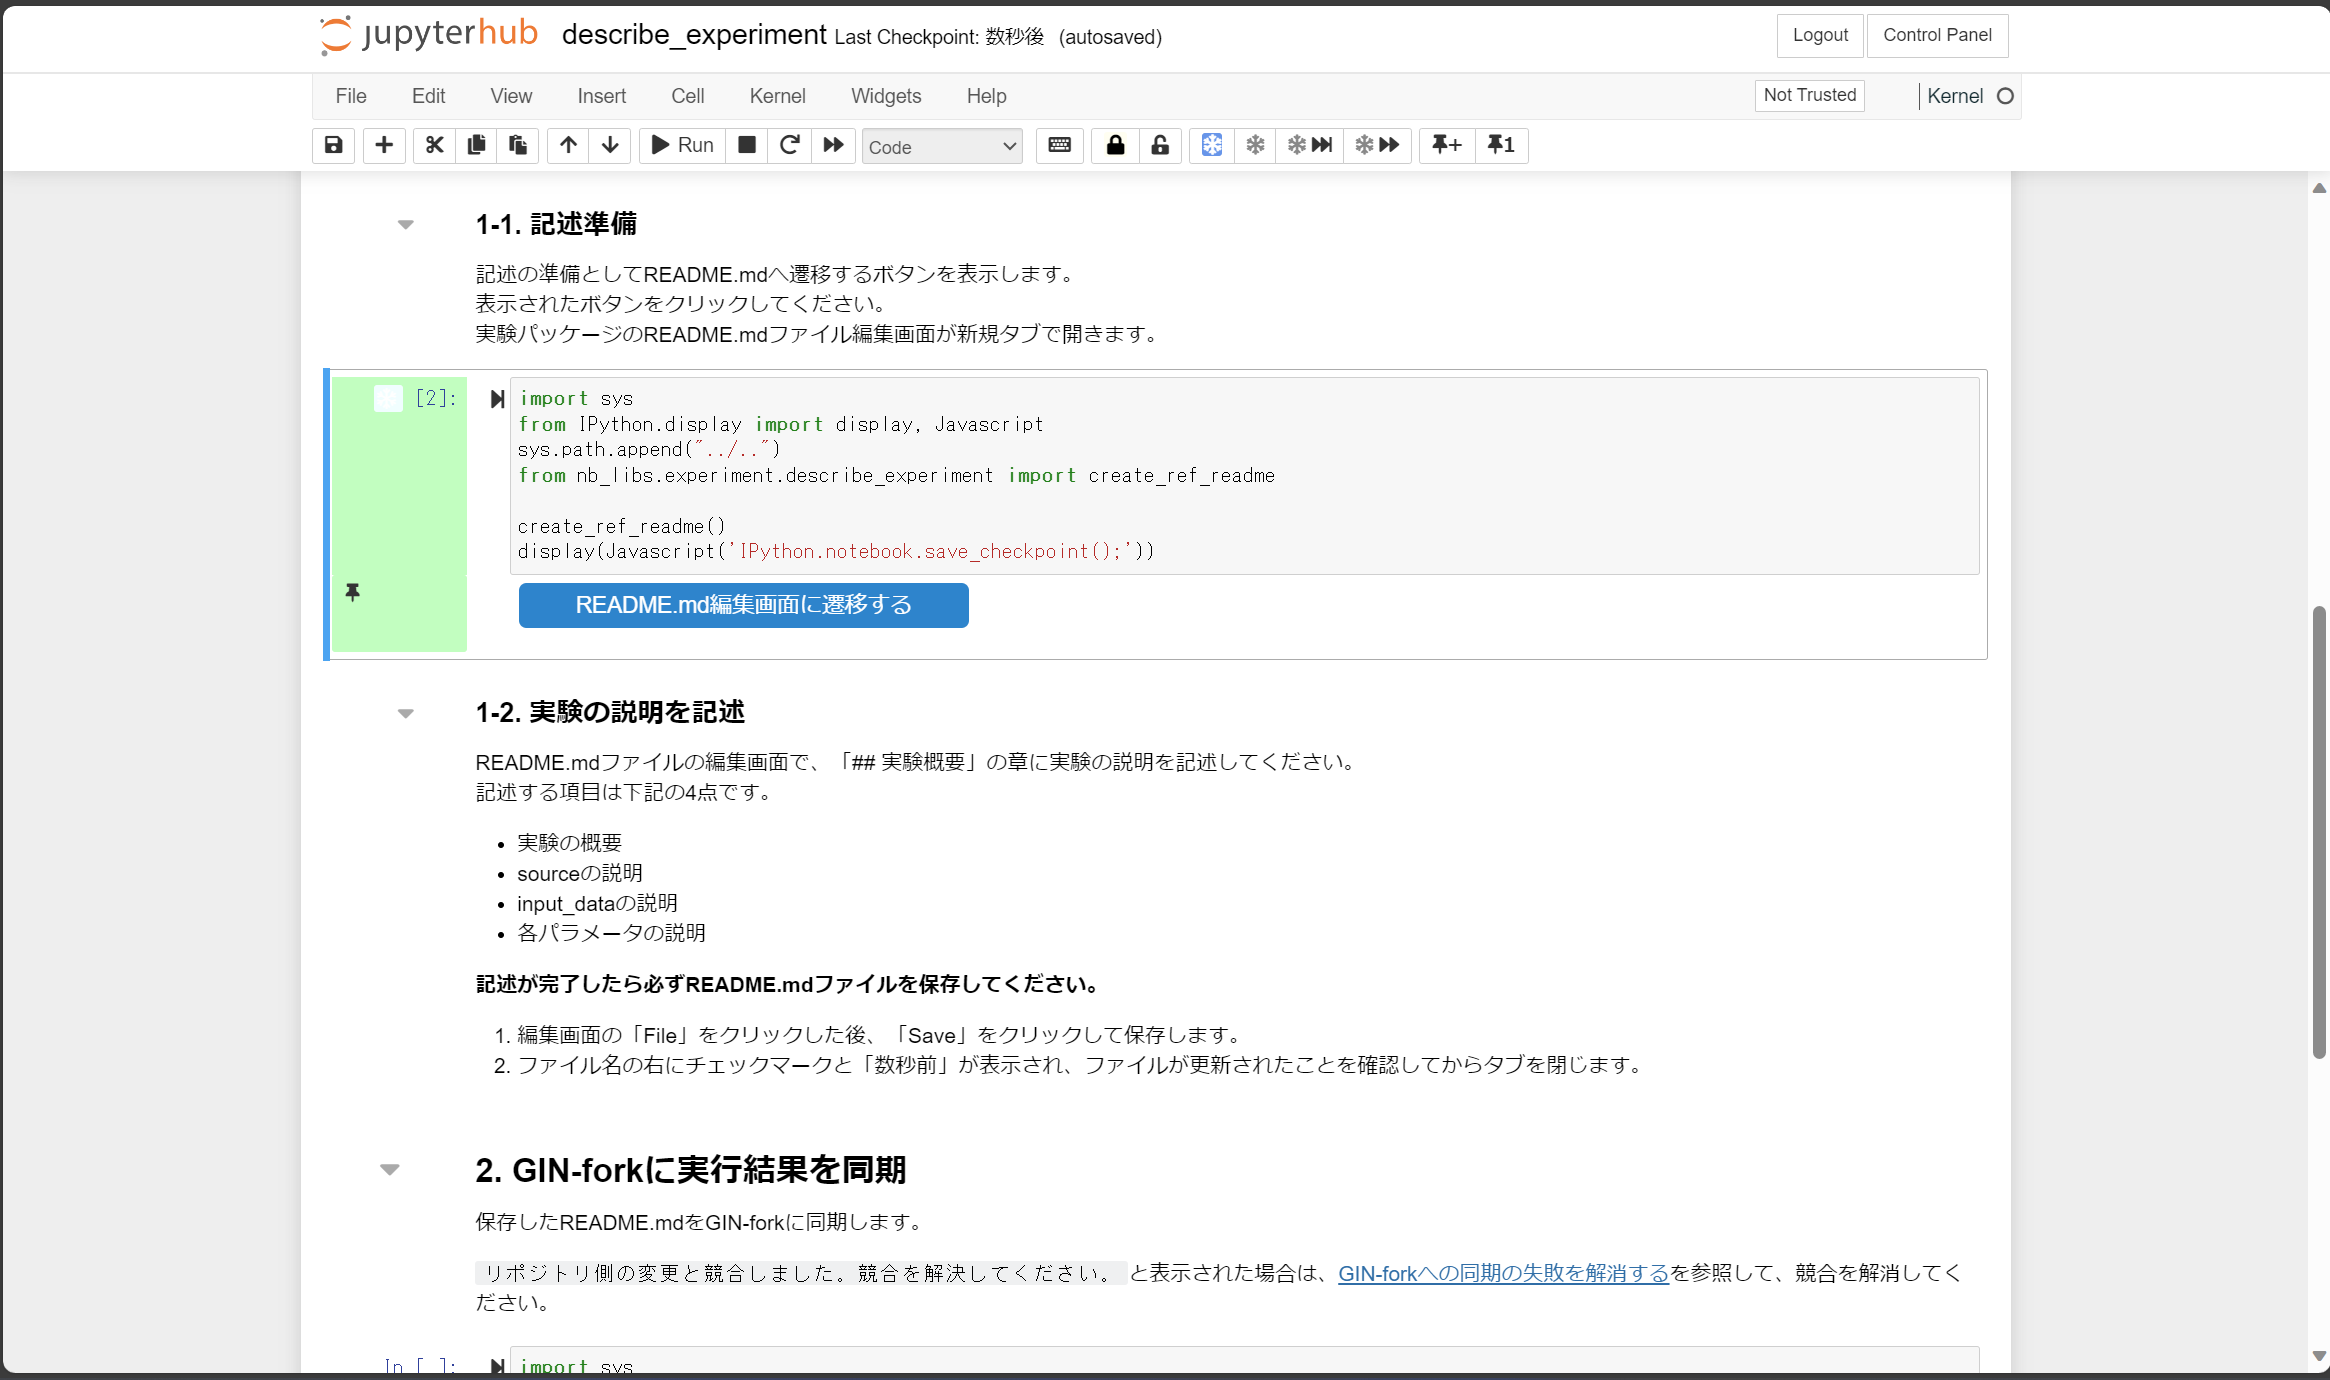 jupyterhub describe_experiment Last Checkpoint: 数秒後 (autosaved) Logout Control Panel
File Edit View Insert Cell Kernel Widgets Help Not Trusted Kernel
Run Code +1
1-1. 記述準備
記述の準備としてREADME.mdへ遷移するボタンを表示します。
表示されたボタンをクリックしてください。
実験パッケージのREADME.mdファイル編集画面が新規タブで開きます。
[2]: import sys
from IPython.display import display, Javascript
sys.path.append("../..")
from nb_libs.experiment.describe_experiment import create_ref_readme
create_ref_readme()
display(Javascript('IPython.notebook.save_checkpoint();'))
README.md編集画面に遷移する
1-2. 実験の説明を記述
README.mdファイルの編集画面で、「## 実験概要」の章に実験の説明を記述してください。
記述する項目は下記の4点です。
• 実験の概要
• sourceの説明
• input_dataの説明
• 各パラメータの説明
記述が完了したら必ずREADME.mdファイルを保存してください。
1. 編集画面の「File」をクリックした後、「Save」をクリックして保存します。
2. ファイル名の右にチェックマークと「数秒前」が表示され、ファイルが更新されたことを確認してからタブを閉じます。
2. GIN-forkに実行結果を同期
保存したREADME.mdをGIN-forkに同期します。
リポジトリ側の変更と競合しました。競合を解決してください。 と表示された場合は、GIN-forkへの同期の失敗を解消するを参照して、競合を解消してく
ださい。
In [ ]: import sys